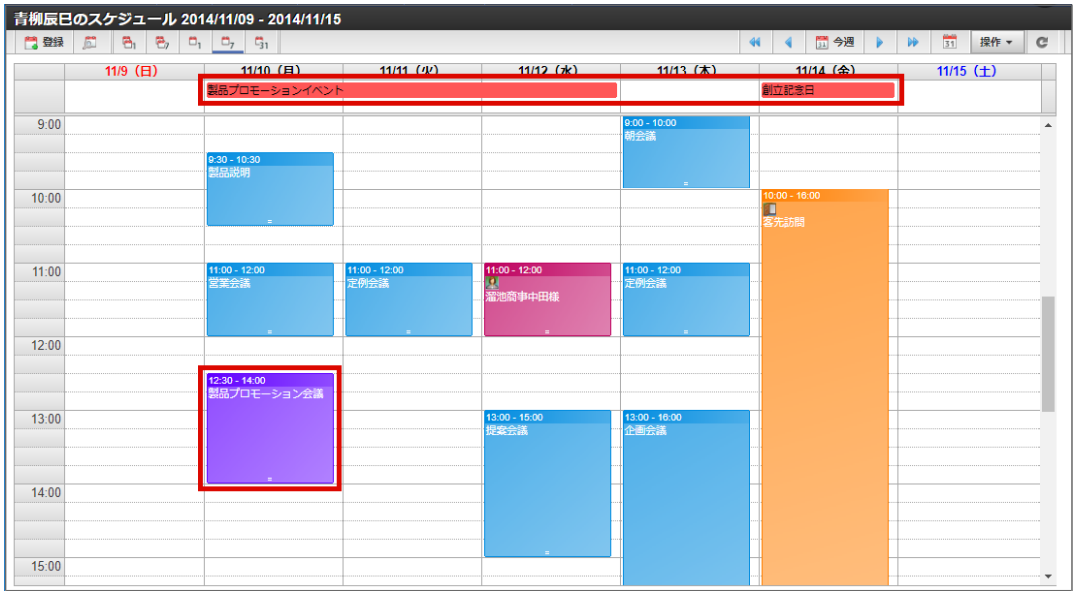 青柳辰巳のスケジュール 2014/11/09 - 2014/11/15
登録 1 7 1 7 31 今週 31 操作
11/9 (日) 11/10 (月) 11/11 (火) 11/12 (水) 11/13 (木) 11/14 (金) 11/15 (土)
製品プロモーションイベント 創立記念日
9:00
9:00 - 10:00
朝会議
9:30 - 10:30
製品説明
10:00
10:00 - 16:00
客先訪問
11:00
11:00 - 12:00
営業会議
11:00 - 12:00
定例会議
11:00 - 12:00
溜池商事中田様
11:00 - 12:00
定例会議
12:00
12:30 - 14:00
製品プロモーション会議
13:00
13:00 - 15:00
提案会議
13:00 - 16:00
企画会議
14:00
15:00